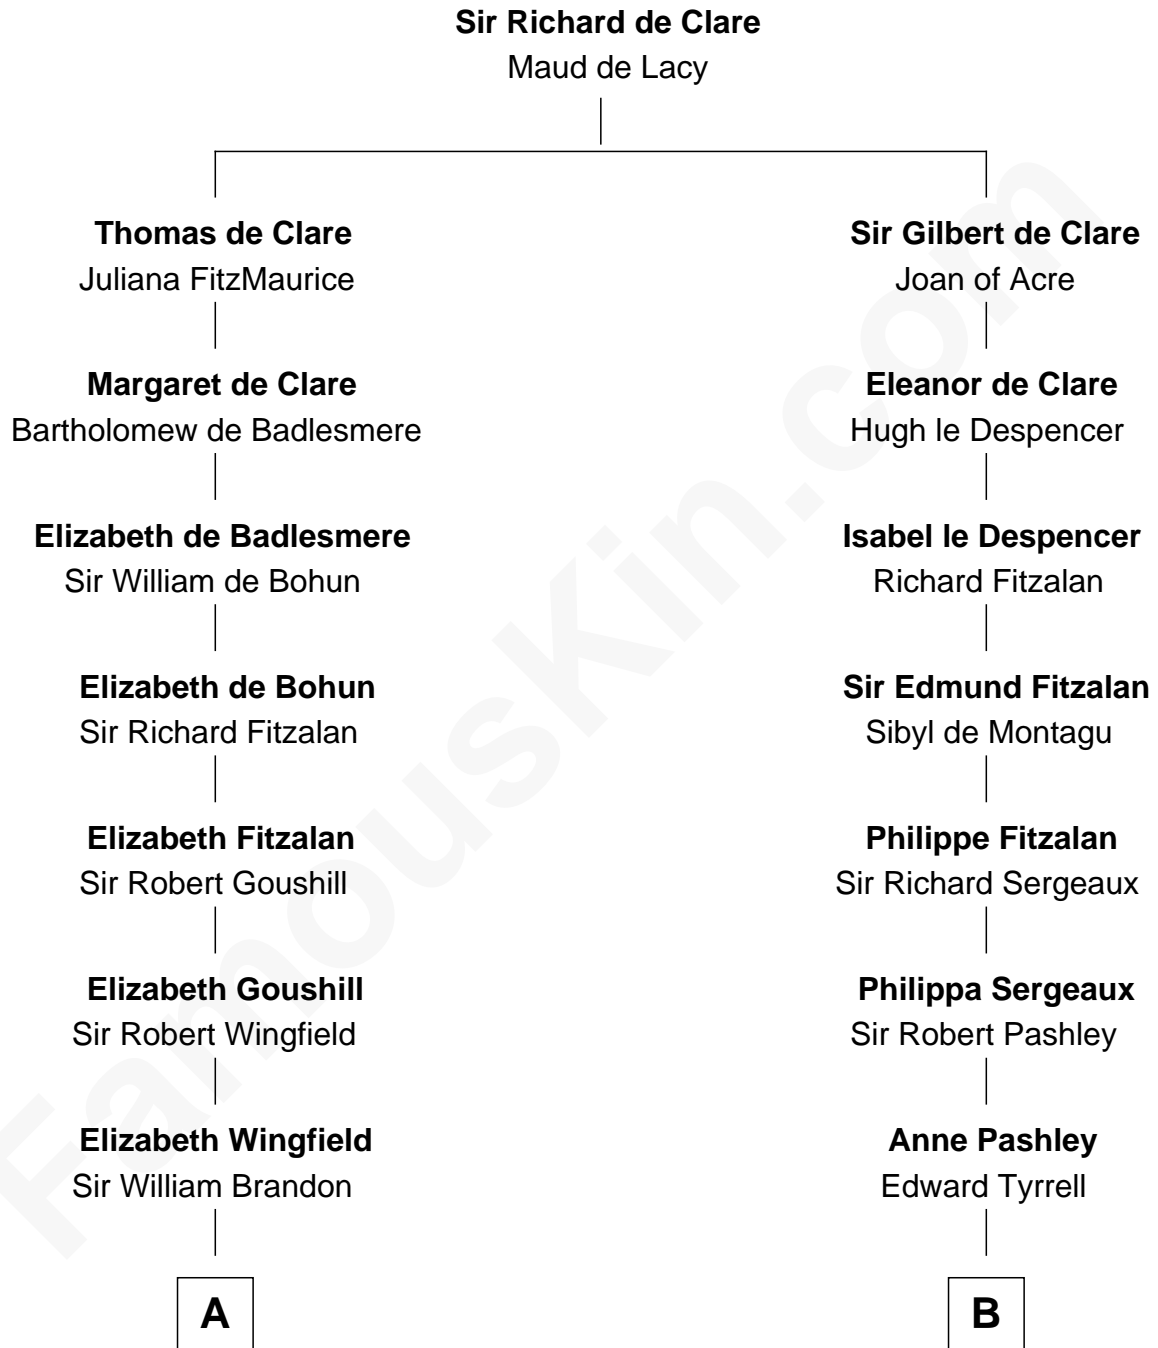 Sir Richard de Clare
Maud de Lacy
Thomas de Clare
Juliana FitzMaurice
Margaret de Clare
Bartholomew de Badlesmere
Elizabeth de Badlesmere
Sir William de Bohun
Elizabeth de Bohun
Sir Richard Fitzalan
Elizabeth Fitzalan
Sir Robert Goushill
Elizabeth Goushill
Sir Robert Wingfield
Elizabeth Wingfield
Sir William Brandon
A
Sir Gilbert de Clare
Joan of Acre
Eleanor de Clare
Hugh le Despencer
Isabel le Despencer
Richard Fitzalan
Sir Edmund Fitzalan
Sibyl de Montagu
Philippe Fitzalan
Sir Richard Sergeaux
Philippa Sergeaux
Sir Robert Pashley
Anne Pashley
Edward Tyrrell
B
FamousKin.com